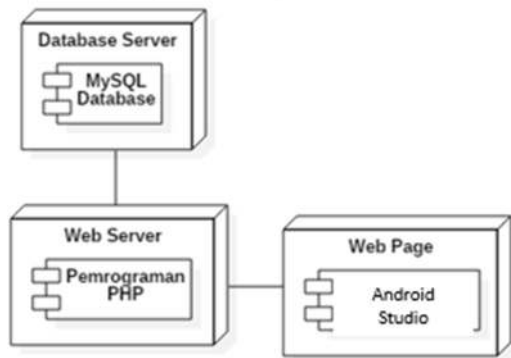 Database Server
MySQL
Database
Web Server
Pemrograman
PHP
Web Page
Android
Studio